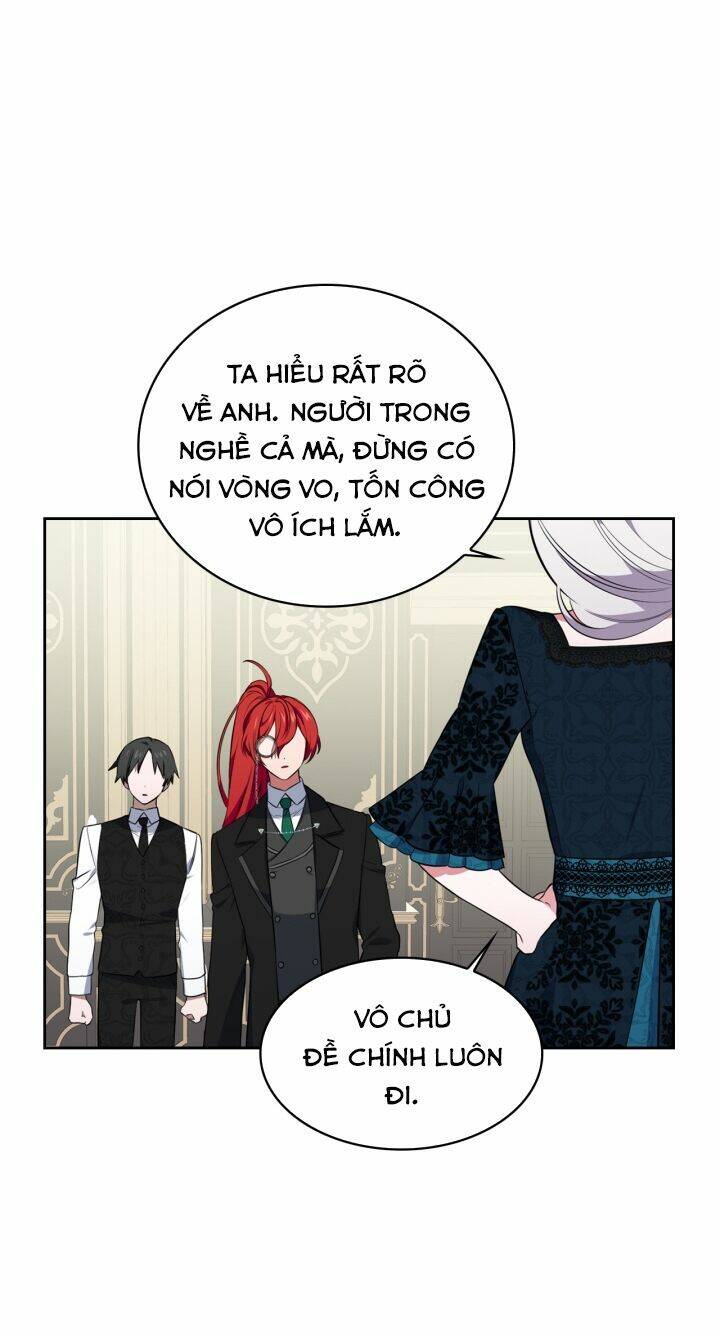 TA HIỂU RẤT RÕ
VỀ ANH. NGƯỜI TRONG
NGHỀ CẢ MÀ, ĐỪNG CÓ
NÓI VÒNG VO, TỐN CÔNG
VÔ ÍCH LẮM.
VÔ CHỦ
ĐỀ CHÍNH LUÔN
ĐI.